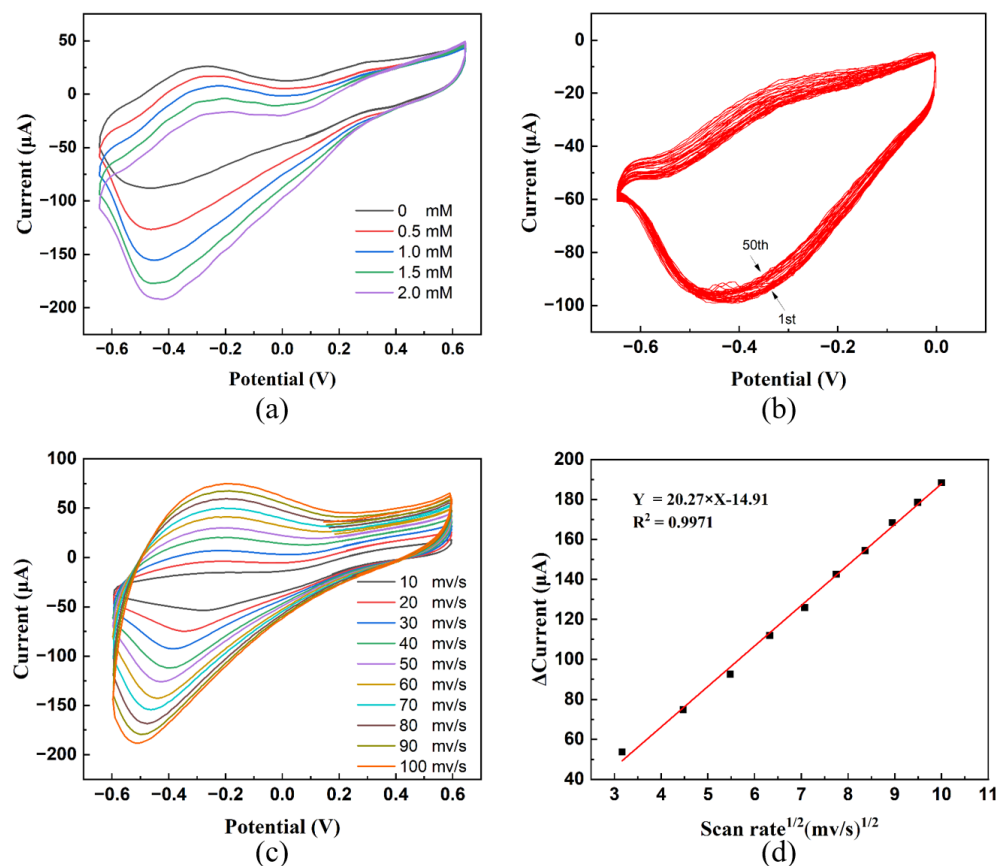 50
0
−50
−100
−150
−200
Current (µA)
0 mM
0.5 mM
1.0 mM
1.5 mM
2.0 mM
−0.6 −0.4 −0.2 0.0 0.2 0.4 0.6
Potential (V)
(a)
0
−20
−40
−60
−80
−100
Current (µA)
50th
1st
−0.6 −0.4 −0.2 0.0
Potential (V)
(b)
100
50
0
−50
−100
−150
−200
Current (µA)
10 mv/s
20 mv/s
30 mv/s
40 mv/s
50 mv/s
60 mv/s
70 mv/s
80 mv/s
90 mv/s
100 mv/s
−0.6 −0.4 −0.2 0.0 0.2 0.4 0.6
Potential (V)
(c)
200
180
160
140
120
100
80
60
40
ΔCurrent (µA)
Y = 20.27×X-14.91
R² = 0.9971
3 4 5 6 7 8 9 10 11
Scan rate^1/2(mv/s)^1/2
(d)